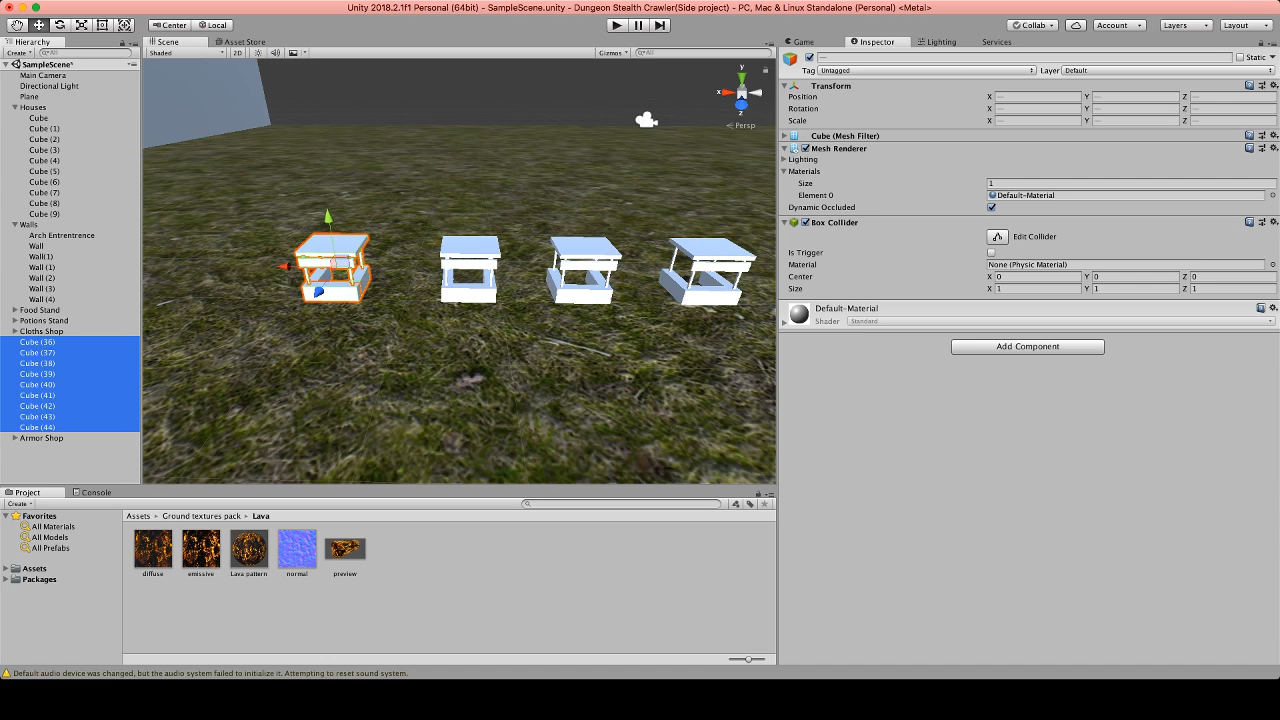 Unity 2018.2.1f1 Personal (64bit) - SampleScene.unity - Dungeon Stealth Crawler(Side project) - PC, Mac & Linux Standalone (Personal) <Metal>
Center Local Collab Account Layers Layout
Hierarchy
Create All
SampleScene*
Main Camera
Directional Light
Plane
Houses
Cube
Cube (1)
Cube (2)
Cube (3)
Cube (4)
Cube (5)
Cube (6)
Cube (7)
Cube (8)
Cube (9)
Walls
Arch Entrentrence
Wall
Wall(1)
Wall (1)
Wall (2)
Wall (3)
Wall (4)
Food Stand
Potions Stand
Cloths Shop
Cube (36)
Cube (37)
Cube (38)
Cube (39)
Cube (40)
Cube (41)
Cube (42)
Cube (43)
Cube (44)
Armor Shop
Scene Asset Store
Shaded 2D Gizmos All
y
x
z
Persp
Game Inspector Lighting Services
— Static
Tag Untagged Layer Default
Transform
Position X — Y — Z —
Rotation X — Y — Z —
Scale X — Y — Z —
Cube (Mesh Filter)
Mesh Renderer
Lighting
Materials
Size 1
Element 0 Default-Material
Dynamic Occluded
Box Collider
Edit Collider
Is Trigger
Material None (Physic Material)
Center X 0 Y 0 Z 0
Size X 1 Y 1 Z 1
Default-Material
Shader Standard
Add Component
Project Console
Create
Favorites
All Materials
All Models
All Prefabs
Assets
Packages
Assets Ground textures pack Lava
diffuse emissive Lava pattern normal preview
Default audio device was changed, but the audio system failed to initialize it. Attempting to reset sound system.